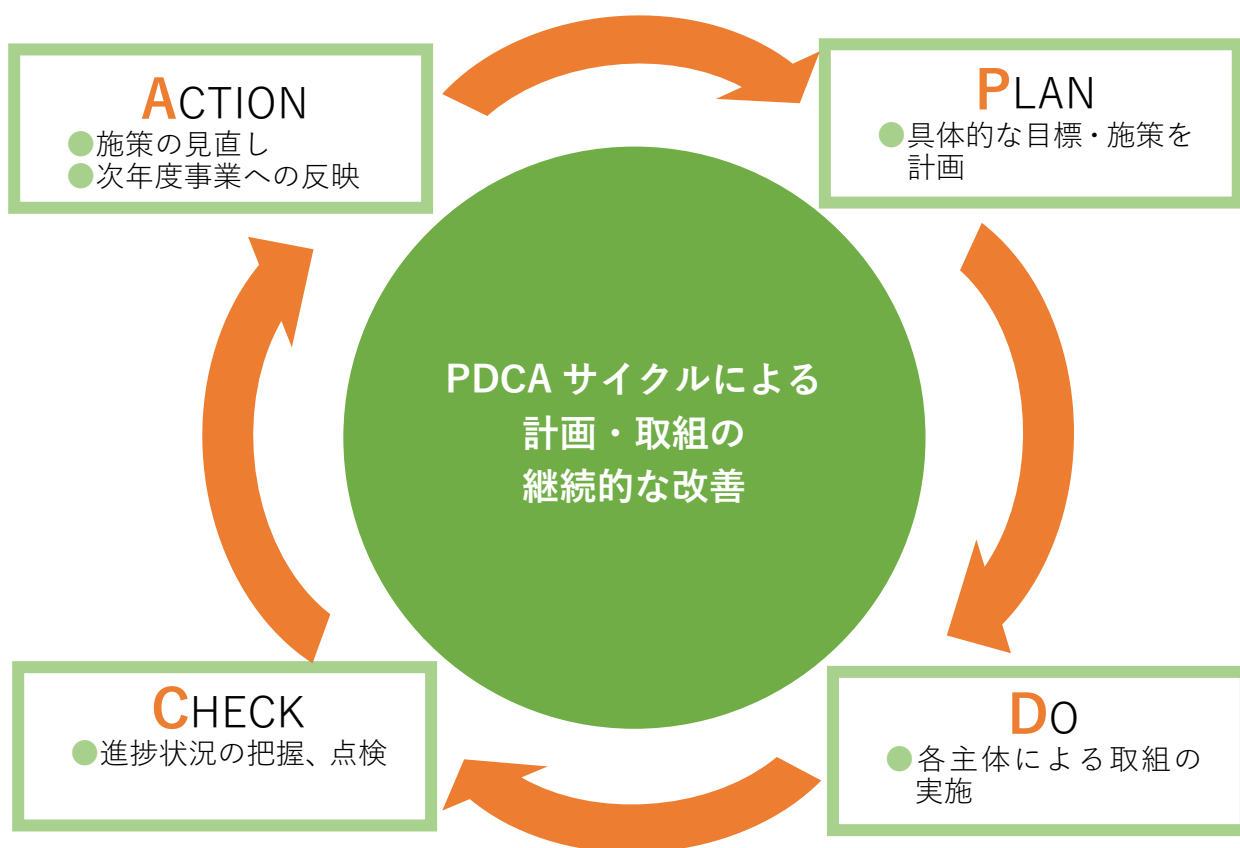 ACTION
●施策の見直し
●次年度事業への反映
PLAN
●具体的な目標・施策を
計画
PDCA サイクルによる
計画・取組の
継続的な改善
CHECK
●進捗状況の把握、点検
DO
●各主体による取組の
実施